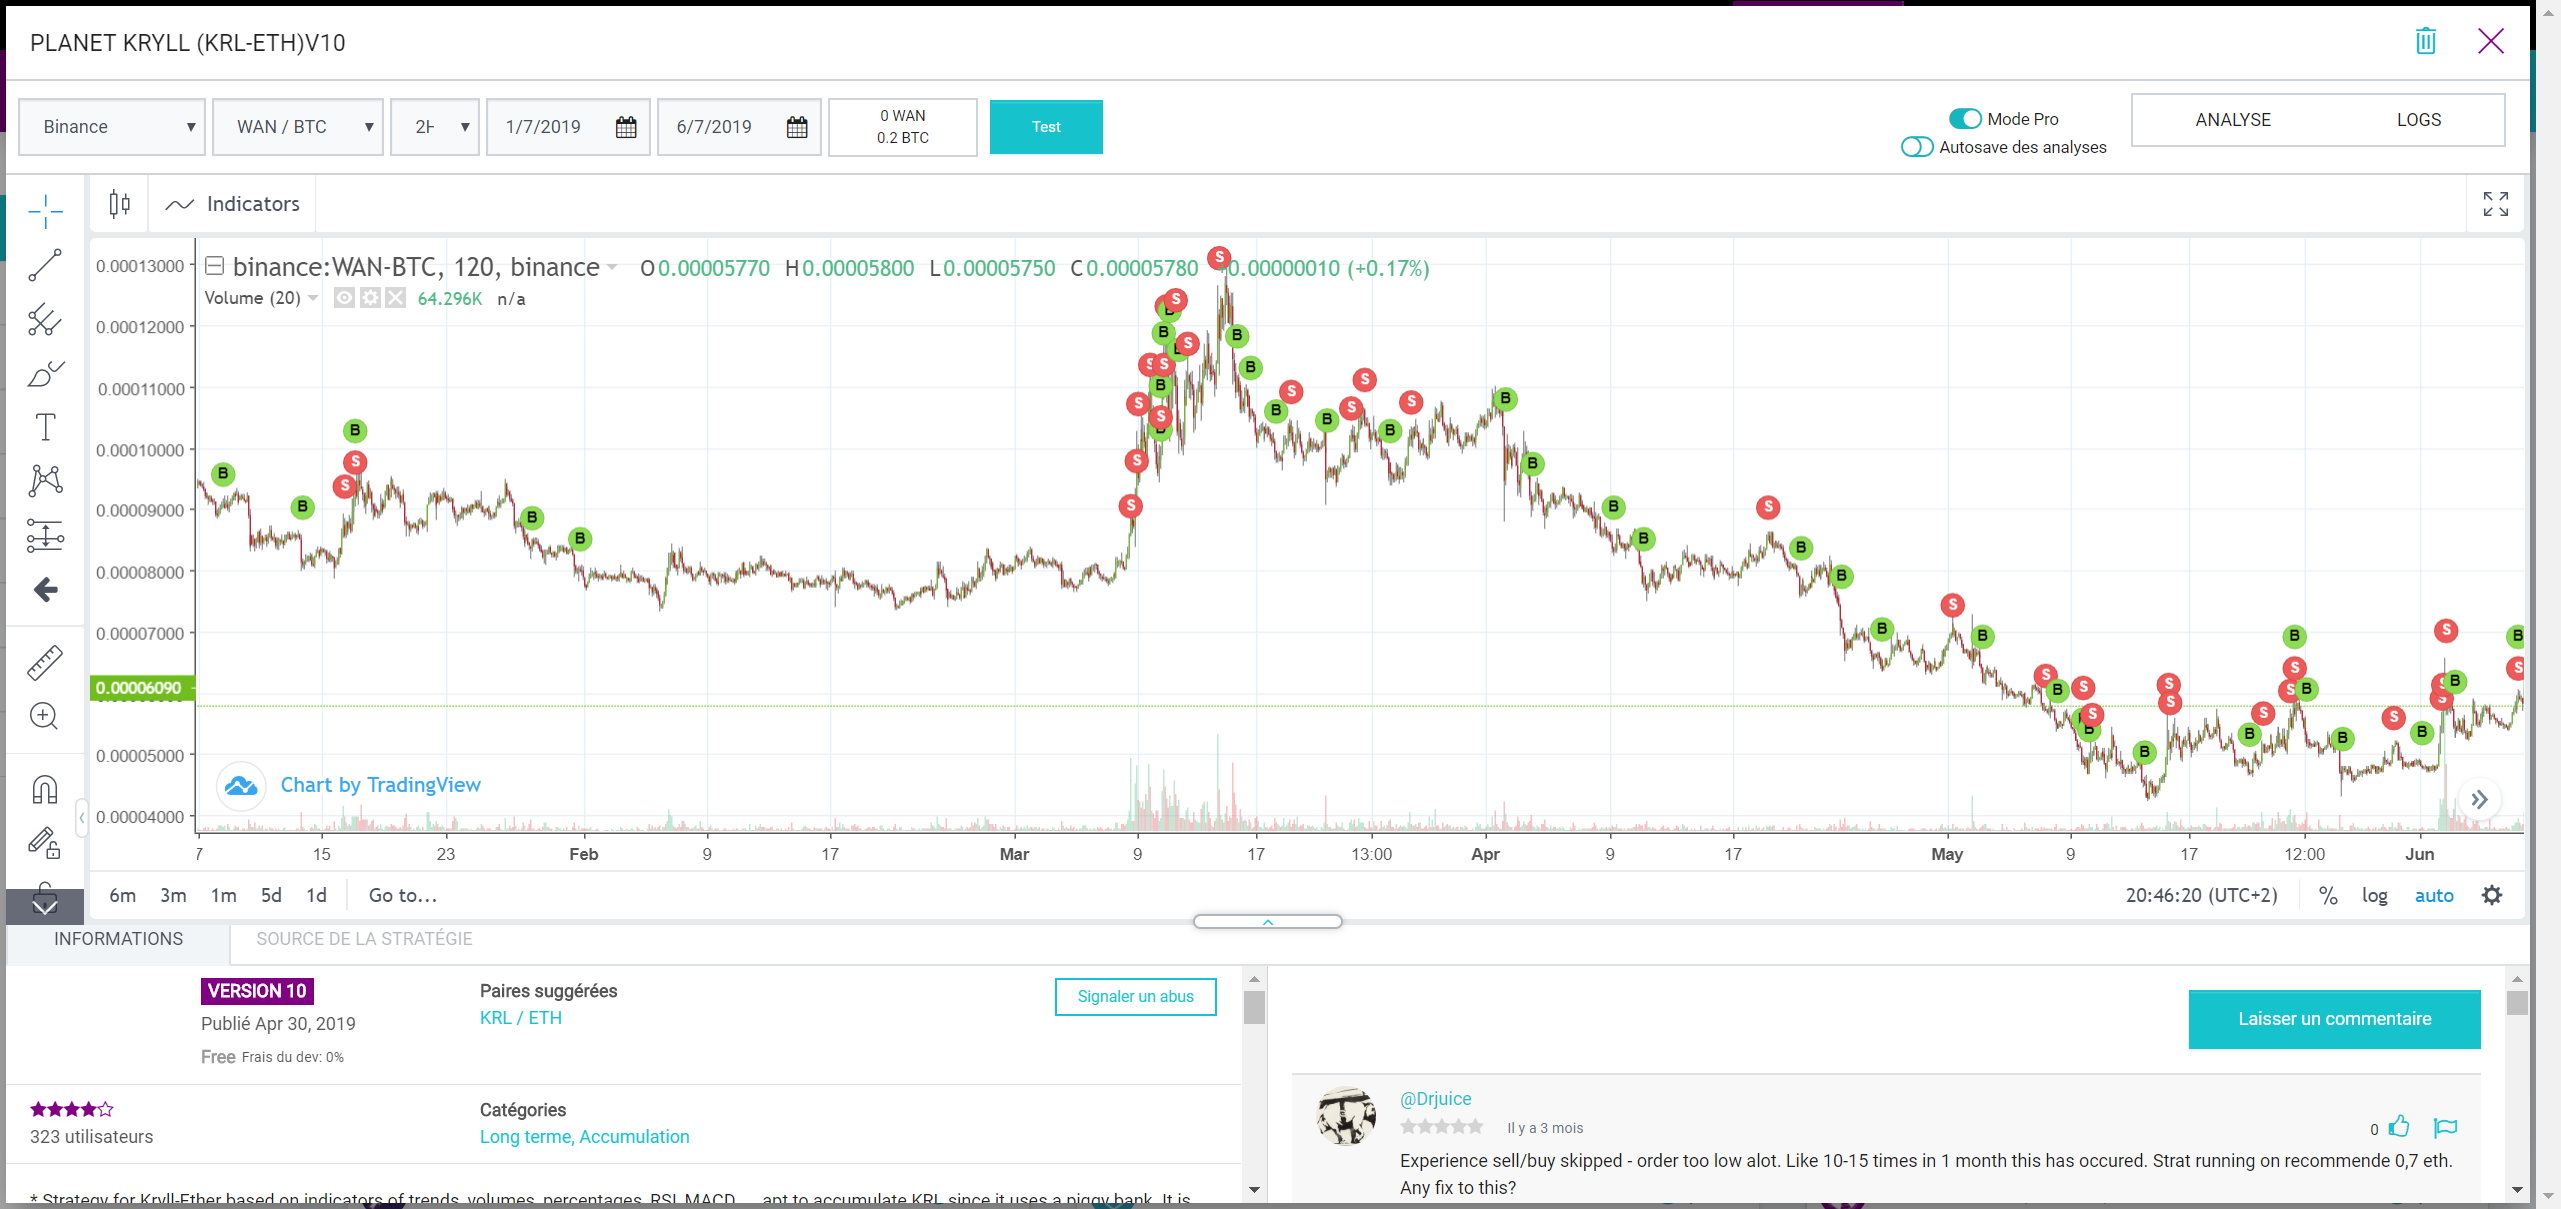 PLANET KRYLL (KRL-ETH)V10
Binance
WAN / BTC
1/7/2019
6/7/2019
0 WAN
0.2 BTC
Test
Mode Pro
Autosave des analyses
ANALYSE
LOGS
Indicators
binance:WAN-BTC, 120, binance O0.00005770 H0.00005800 L0.00005750 C0.00005780 0.00000010 (+0.17%)
Volume (20) 64.296K n/a
0.00013000
0.00012000
0.00011000
0.00010000
0.00009000
0.00008000
0.00007000
0.00006090
0.00005000
0.00004000
Chart by TradingView
7 15 23 Feb 9 17 Mar 9 17 13:00 Apr 9 17 May 9 17 12:00 Jun
6m 3m 1m 5d 1d Go to...
20:46:20 (UTC+2) % log auto
INFORMATIONS
SOURCE DE LA STRATÉGIE
VERSION 10
Publié Apr 30, 2019
Free Frais du dev: 0%
Paires suggérées
KRL / ETH
Signaler un abus
323 utilisateurs
Catégories
Long terme, Accumulation
* Strategy for Kryll-Ether based on indicators of trends, volumes, percentages, RSI, MACD ... apt to accumulate KRL since it uses a piggy bank. It is
Laisser un commentaire
@Drjuice
Il y a 3 mois
0
Experience sell/buy skipped - order too low alot. Like 10-15 times in 1 month this has occured. Strat running on recommende 0,7 eth.
Any fix to this?